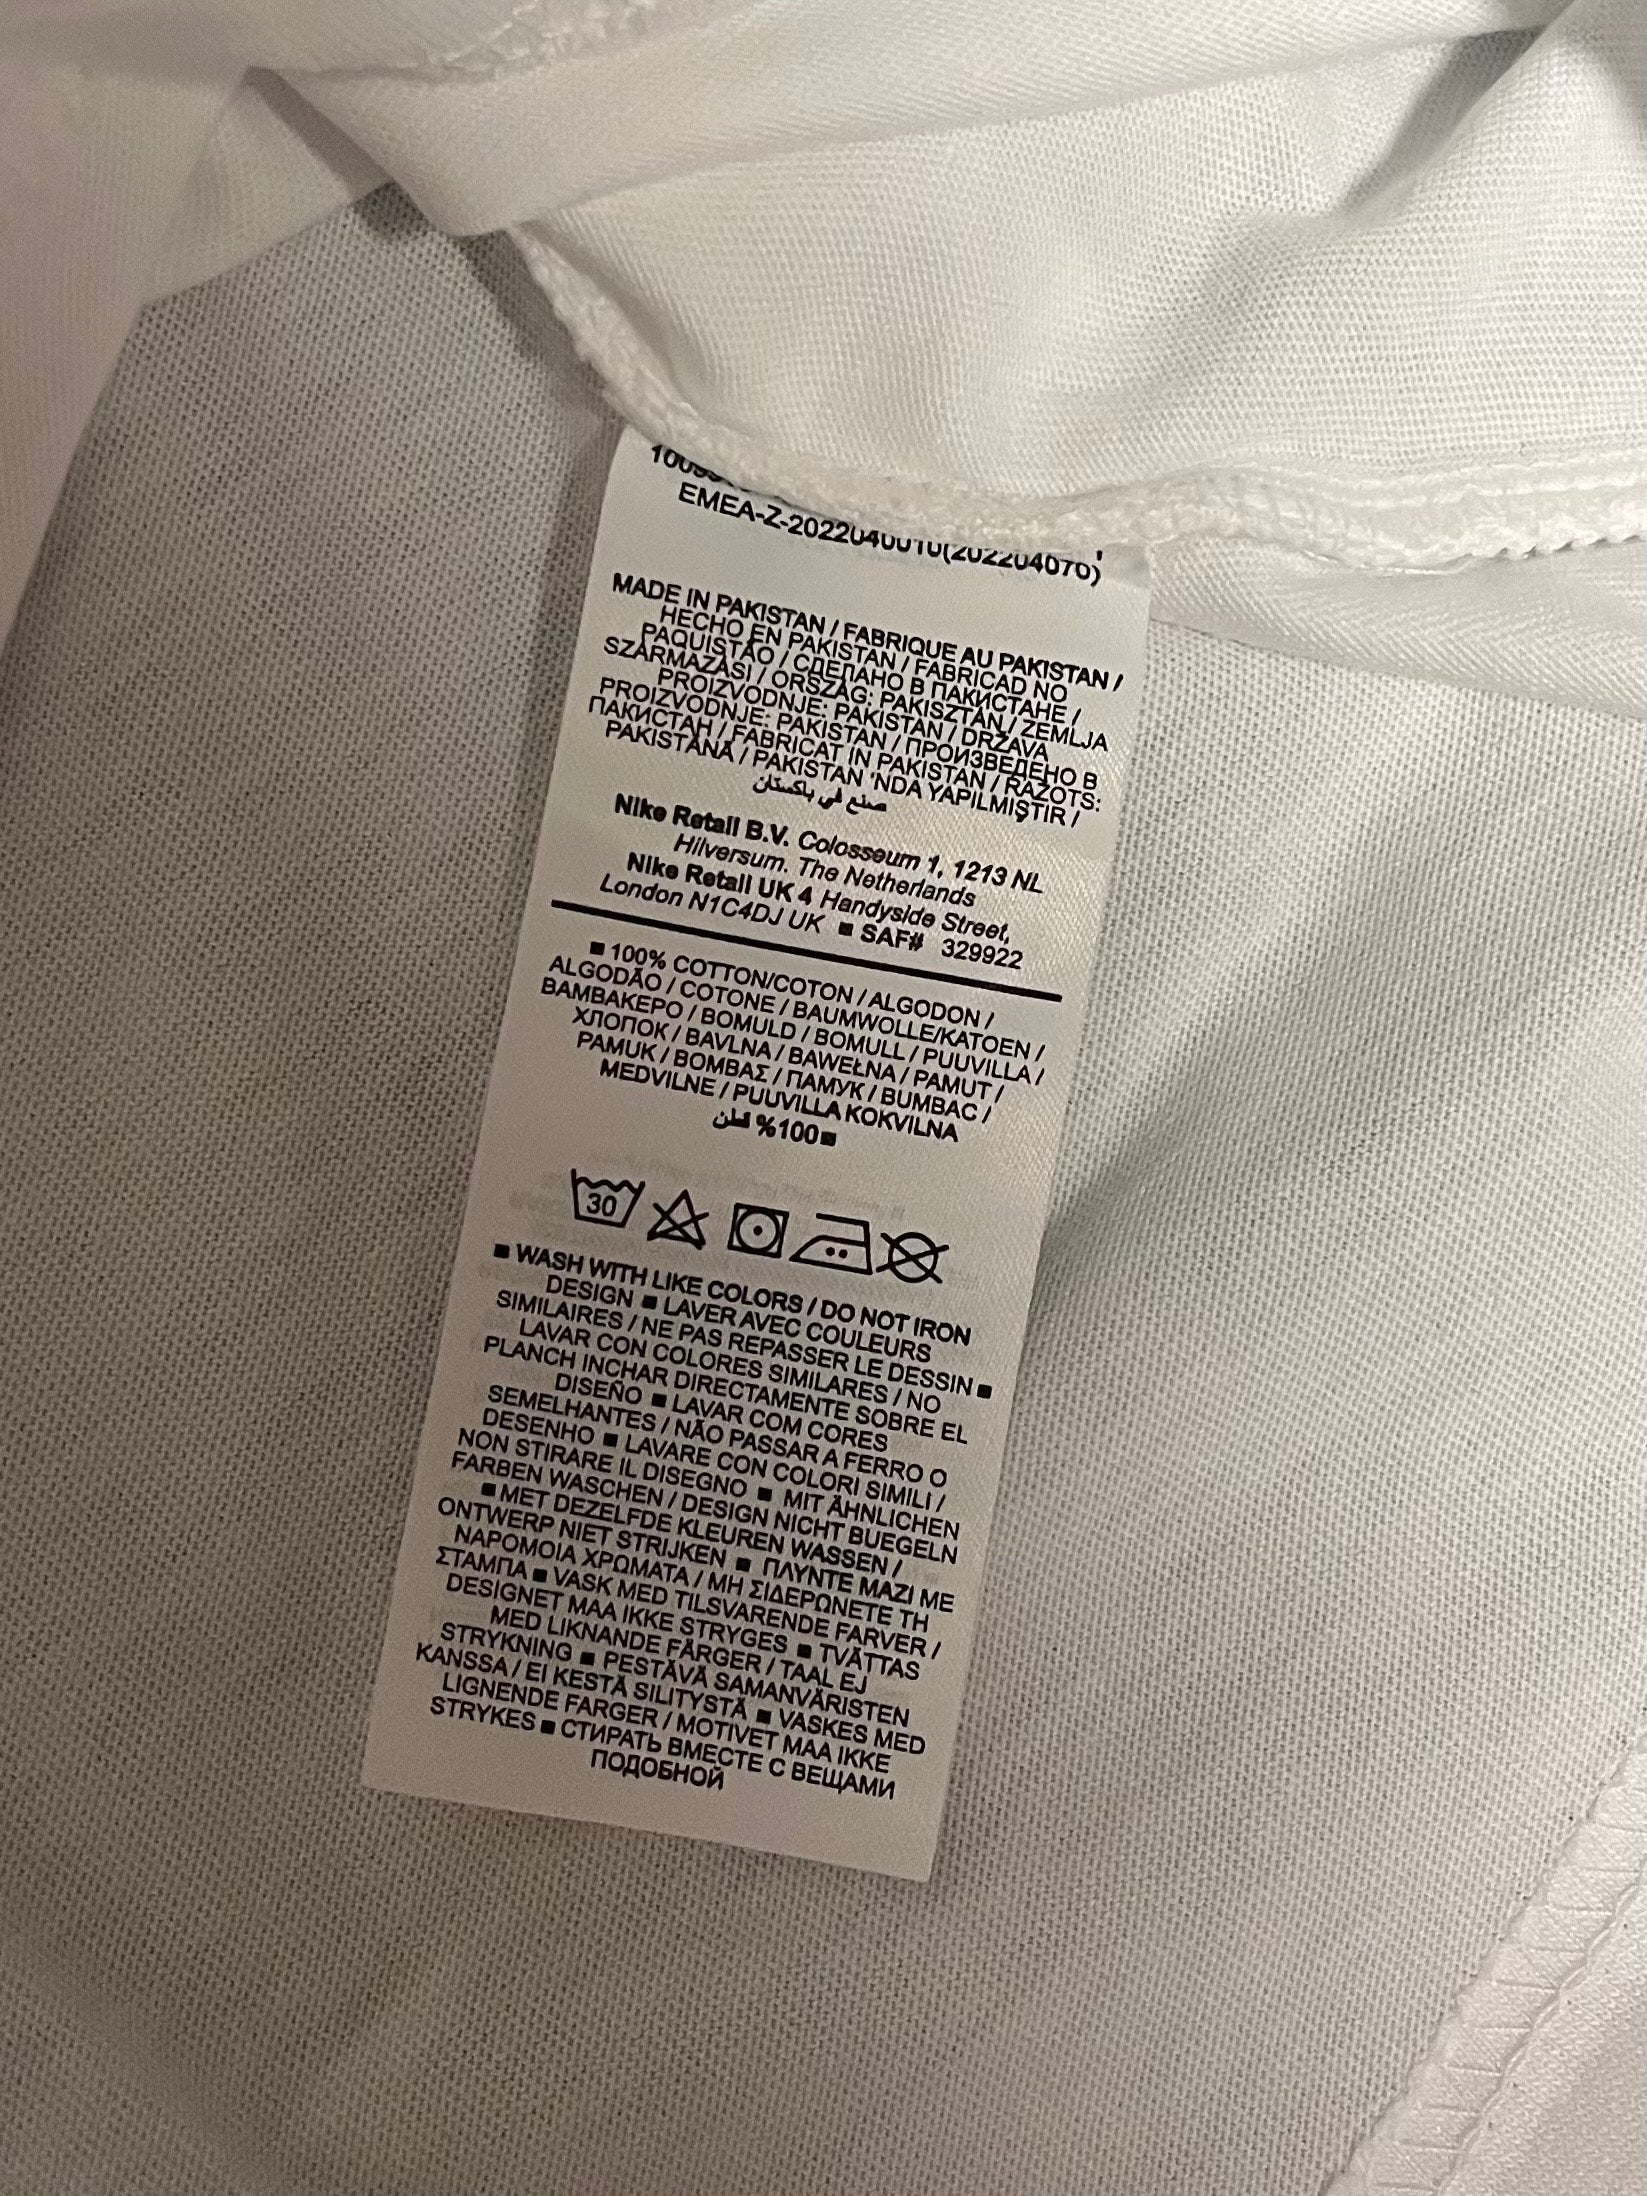 EMEA-Z-2022040010(202204070)
MADE IN PAKISTAN / FABRIQUE AU PAKISTAN /
HECHO EN PAKISTAN / FABRICAD NO
PAQUISTÃO / СДЕЛАНО В ПАКИСТАНЕ /
SZÁRMAZÁSI / ORSZÁG: PAKISZTÁN / ZEMLJA
PROIZVODNJE: PAKISTAN / DRŽAVA
PROIZVODNJE: PAKISTAN / ПРОИЗВЕДЕНО В
ПАКИСТАН / FABRICAT IN PAKISTAN / RAŽOTS:
PAKISTĀNĀ / PAKISTAN 'NDA YAPILMIŞTIR /
صنع في باكستان
Nike Retail B.V. Colosseum 1, 1213 NL
Hilversum. The Netherlands
Nike Retail UK 4 Handyside Street,
London N1C4DJ UK ■ SAF# 329922
■ 100% COTTON/COTON / ALGODON /
ALGODÃO / COTONE / BAUMWOLLE/KATOEN /
ΒΑΜΒΑΚΕΡΟ / BOMULD / BOMULL / PUUVILLA /
ХЛОПОК / BAVLNA / BAWEŁNA / PAMUT /
PAMUK / BOMBAΣ / ПАМУК / BUMBAC /
MEDVILNE / PUUVILLA KOKVILNA
■100% قطن
30
■ WASH WITH LIKE COLORS / DO NOT IRON
DESIGN ■ LAVER AVEC COULEURS
SIMILAIRES / NE PAS REPASSER LE DESSIN ■
LAVAR CON COLORES SIMILARES / NO
PLANCH INCHAR DIRECTAMENTE SOBRE EL
DISEÑO ■ LAVAR COM CORES
SEMELHANTES / NÃO PASSAR A FERRO O
DESENHO ■ LAVARE CON COLORI SIMILI /
NON STIRARE IL DISEGNO ■ MIT ÄHNLICHEN
FARBEN WASCHEN / DESIGN NICHT BUEGELN
■ MET DEZELFDE KLEUREN WASSEN /
ONTWERP NIET STRIJKEN ■ ΠΛΥΝΤΕ ΜΑΖΙ ΜΕ
ΝΑΡΟΜΟΙΑ ΧΡΩΜΑΤΑ / ΜΗ ΣΙΔΕΡΩΝΕΤΕ ΤΗ
ΣΤΑΜΠΑ ■ VASK MED TILSVARENDE FARVER /
DESIGNET MAA IKKE STRYGES ■ TVÄTTAS
MED LIKNANDE FÄRGER / TAAL EJ
STRYKNING ■ PESTÄVÄ SAMANVÄRISTEN
KANSSA / EI KESTÄ SILITYSTÄ ■ VASKES MED
LIGNENDE FARGER / MOTIVET MAA IKKE
STRYKES ■ СТИРАТЬ ВМЕСТЕ С ВЕЩАМИ
ПОДОБНОЙ